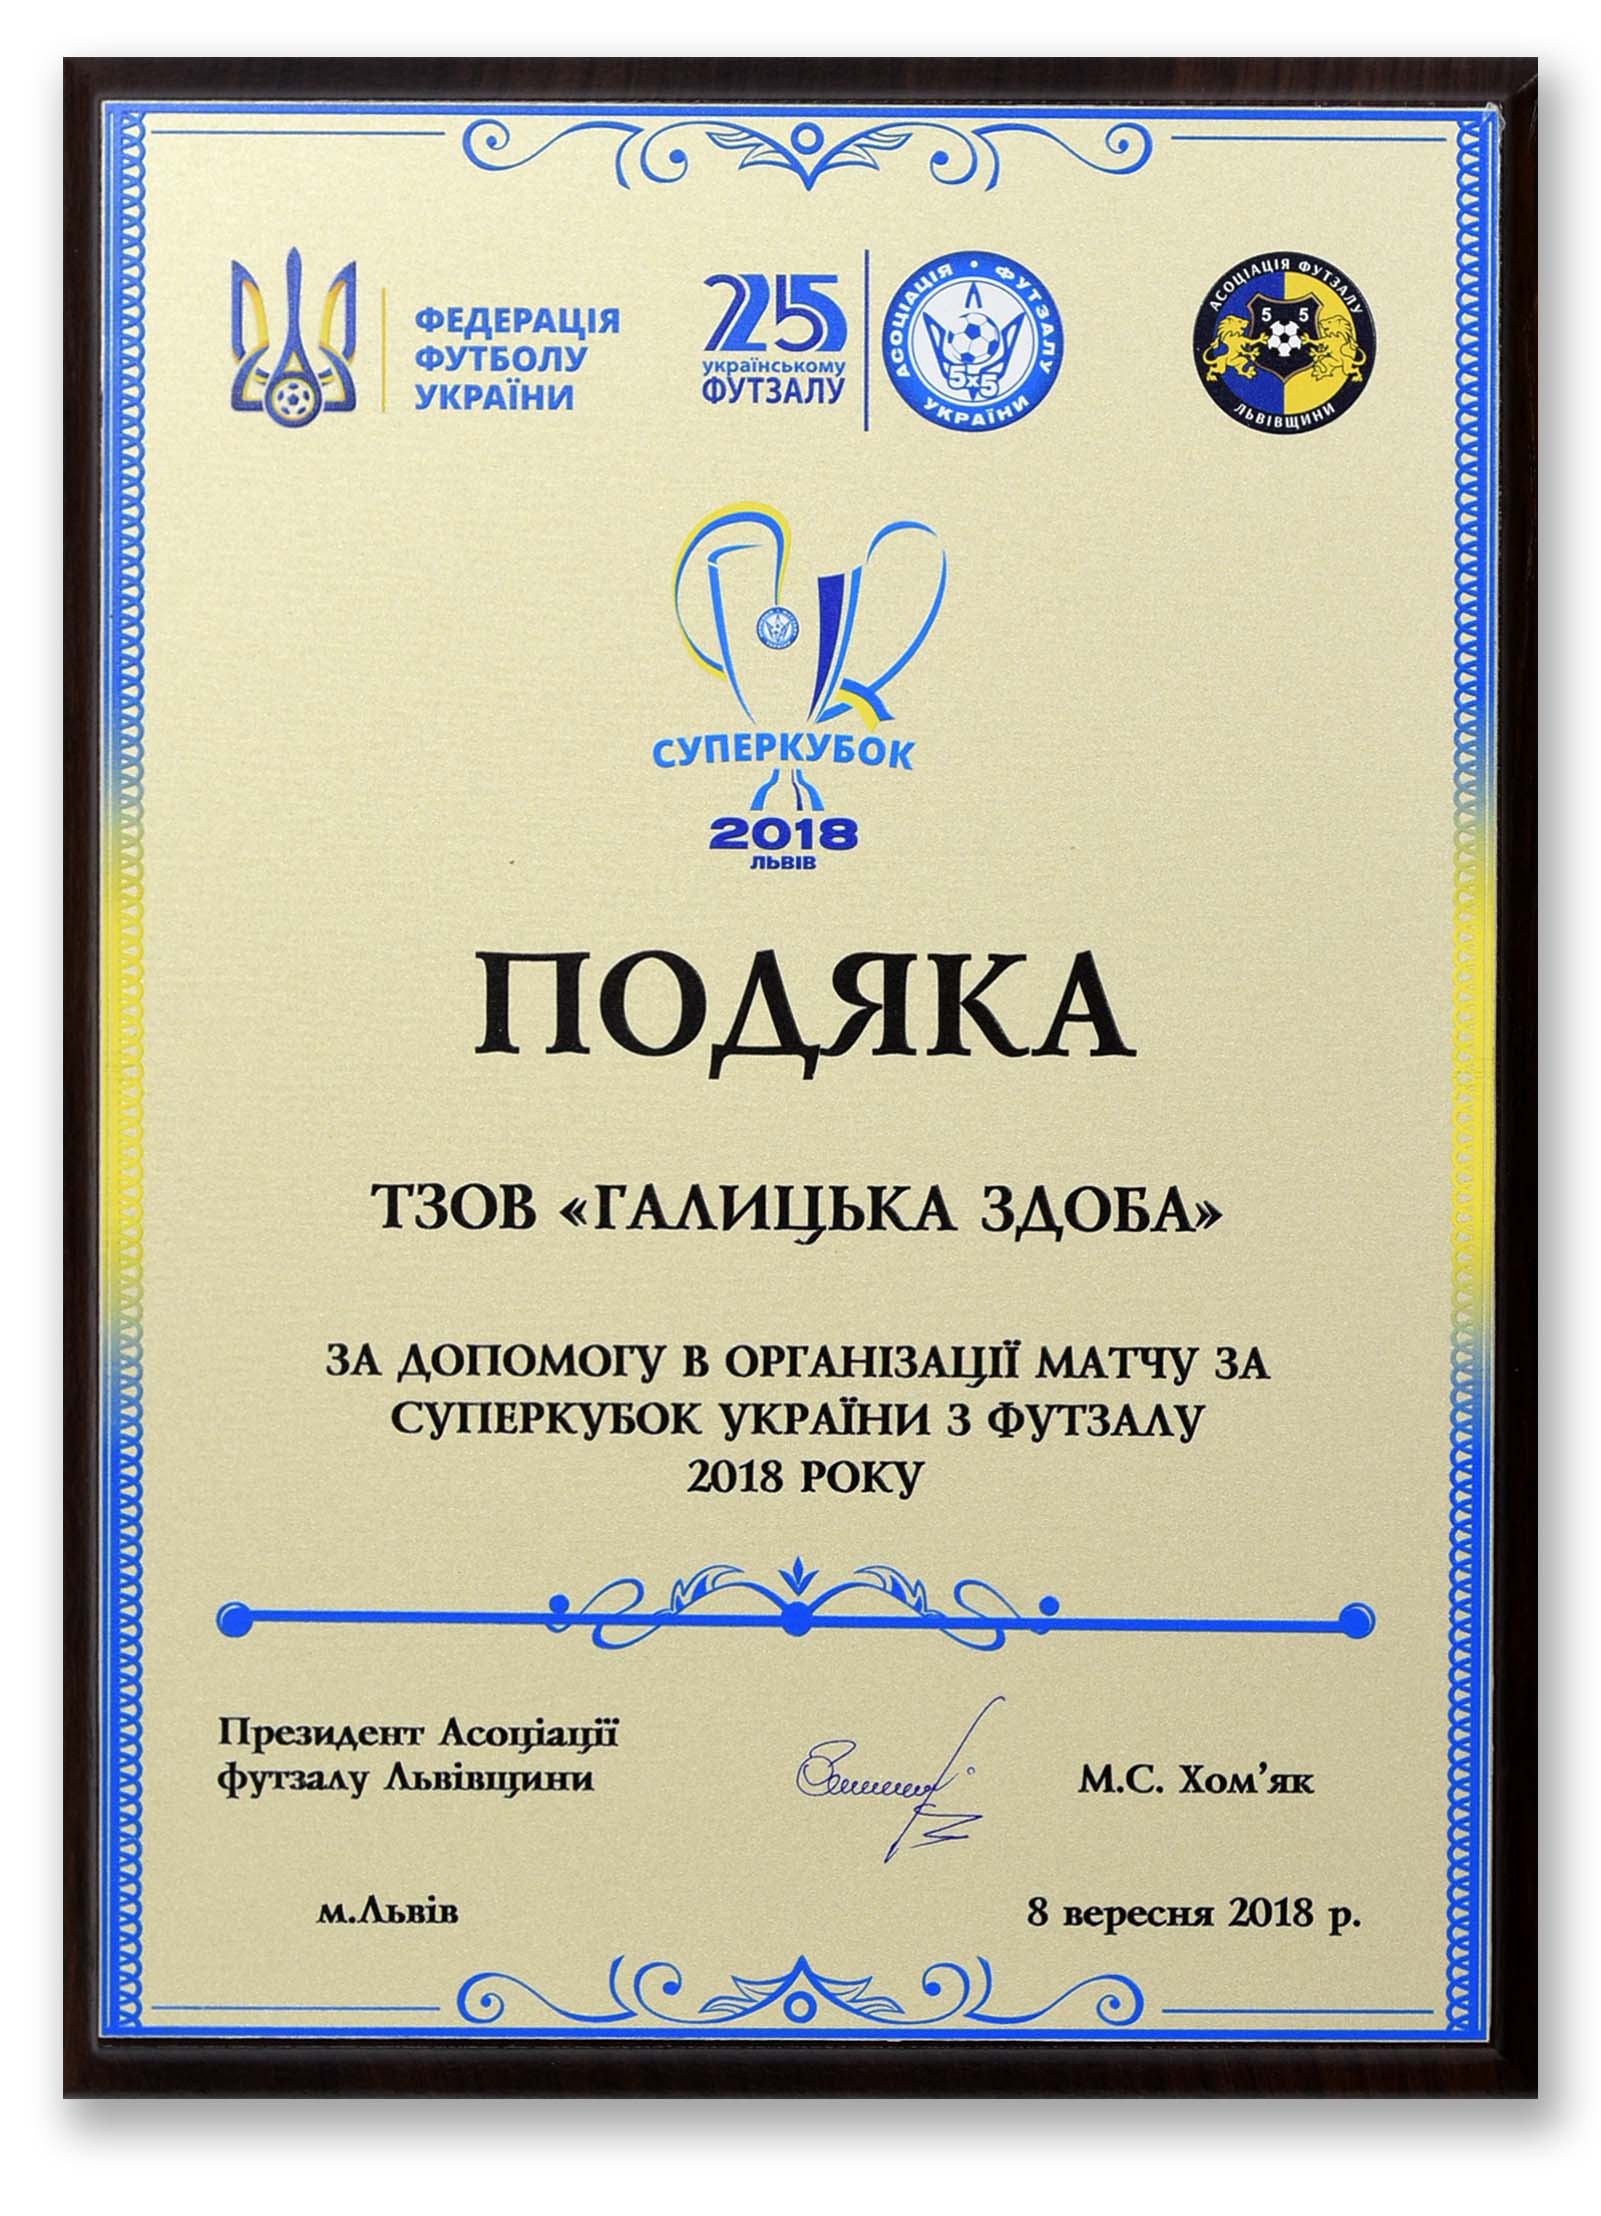 ФЕДЕРАЦІЯ
ФУТБОЛУ
УКРАЇНИ
225
українському
ФУТЗАЛУ
АСОЦІАЦІЯ • ФУТЗАЛУ
5x5
УКРАЇНИ
АСОЦІАЦІЯ ФУТЗАЛУ
5 5
ЛЬВІВЩИНИ
СУПЕРКУБОК
2018
ЛЬВІВ
ПОДЯКА
ТЗОВ «ГАЛИЦЬКА ЗДОБА»
ЗА ДОПОМОГУ В ОРГАНІЗАЦІЇ МАТЧУ ЗА
СУПЕРКУБОК УКРАЇНИ З ФУТЗАЛУ
2018 РОКУ
Президент Асоціації
футзалу Львівщини
М.С. Хом’як
м.Львів
8 вересня 2018 р.